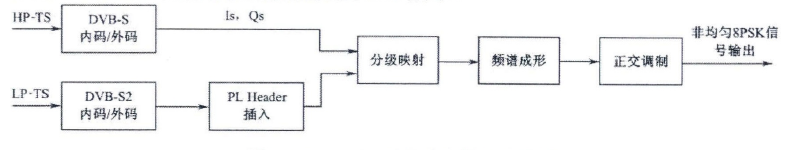 HP-TS
DVB-S
内码/外码
Is，Qs
LP-TS
DVB-S2
内码/外码
PL Header
插入
分级映射
频谱成形
正交调制
非均匀8PSK信
号输出